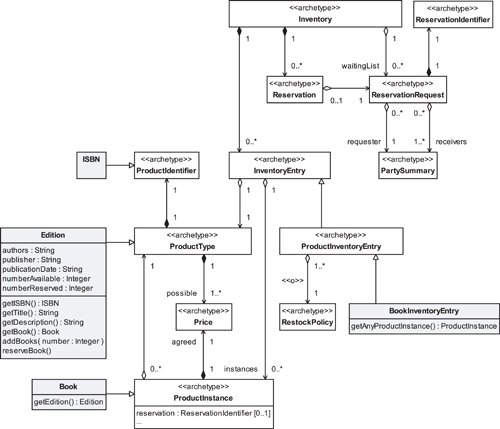 <<archetype>>
Inventory
<<archetype>>
ReservationIdentifier
1
1
1
1
0..*
waitingList
0..*
1
<<archetype>>
Reservation
0..1
1
<<archetype>>
ReservationRequest
0..*
0..*
requester
1
1..*
receivers
0..*
ISBN
<<archetype>>
ProductIdentifier
<<archetype>>
InventoryEntry
<<archetype>>
PartySummary
1
1
1
1
1
Edition
authors : String
publisher : String
publicationDate : String
numberAvailable : Integer
numberReserved : Integer
getISBN() : ISBN
getTitle() : String
getDescription() : String
getBook() : Book
addBooks( number : Integer )
reserveBook()
<<archetype>>
ProductType
<<archetype>>
ProductInventoryEntry
1
1
<<o>>
1..*
possible
1..*
<<archetype>>
Price
<<archetype>>
RestockPolicy
BookInventoryEntry
getAnyProductInstance() : ProductInstance
agreed
1
0..*
1
instances
0..*
Book
getEdition() : Edition
<<archetype>>
ProductInstance
reservation : ReservationIdentifier [0..1]
...